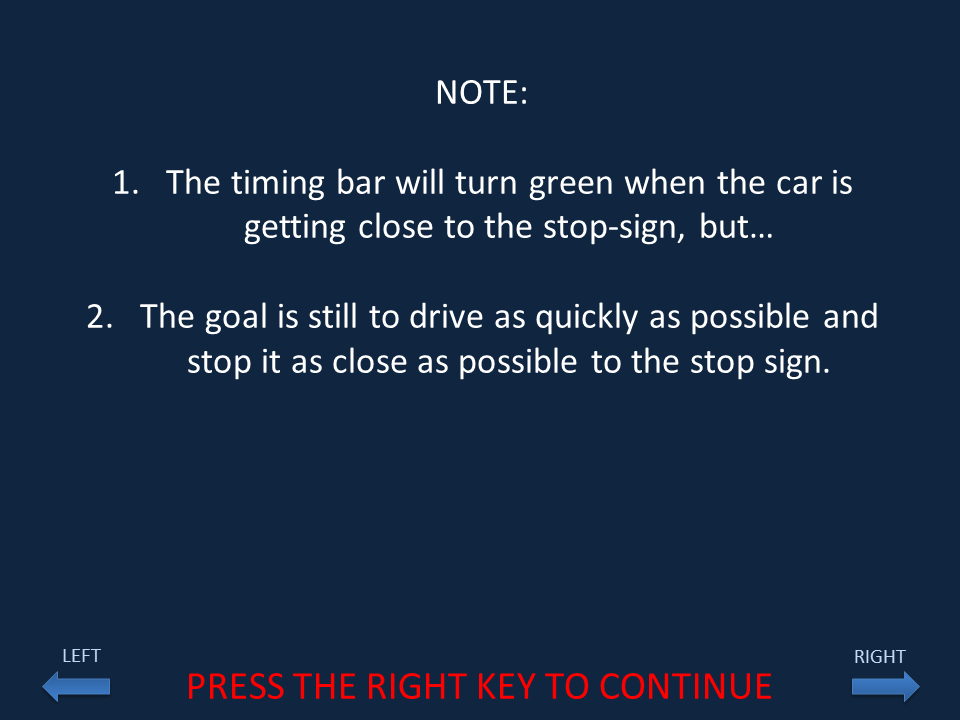 NOTE:
1. The timing bar will turn green when the car is
getting close to the stop-sign, but…
2. The goal is still to drive as quickly as possible and
stop it as close as possible to the stop sign.
LEFT
RIGHT
PRESS THE RIGHT KEY TO CONTINUE